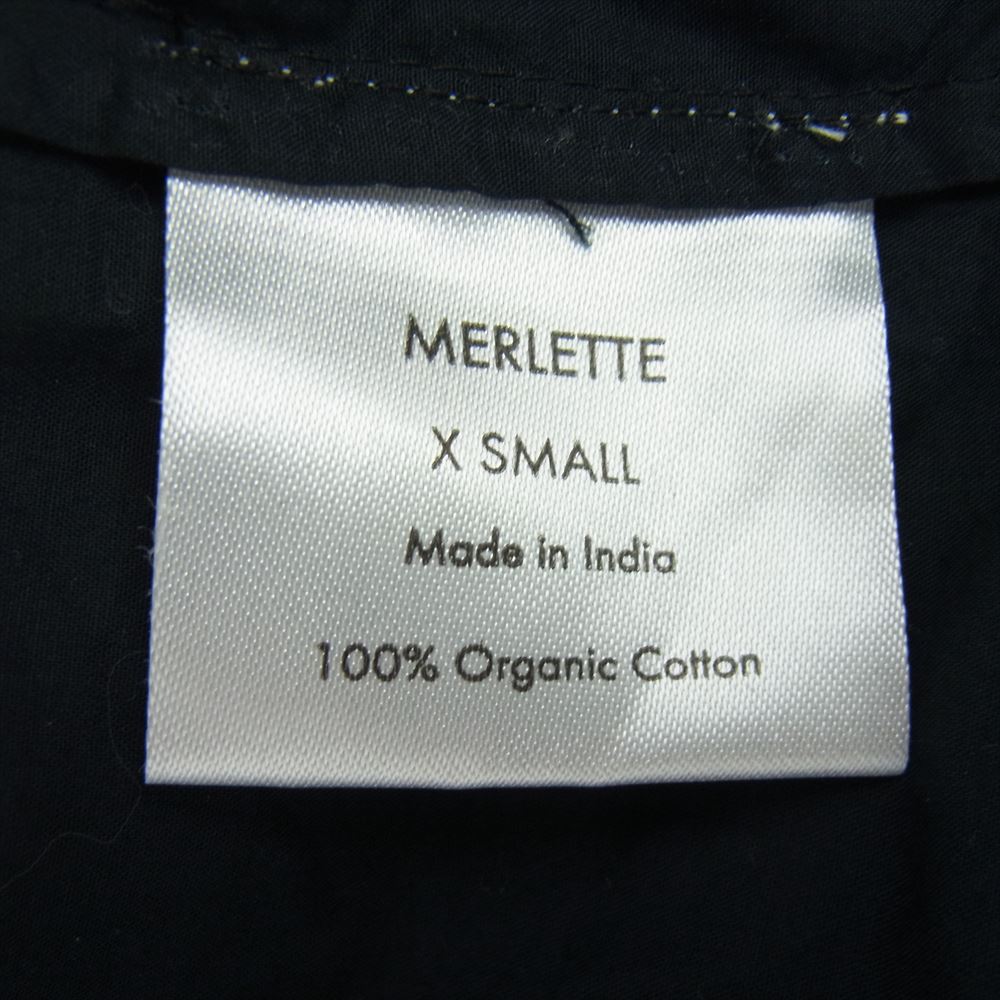 MERLETTE
X SMALL
Made in India
100% Organic Cotton